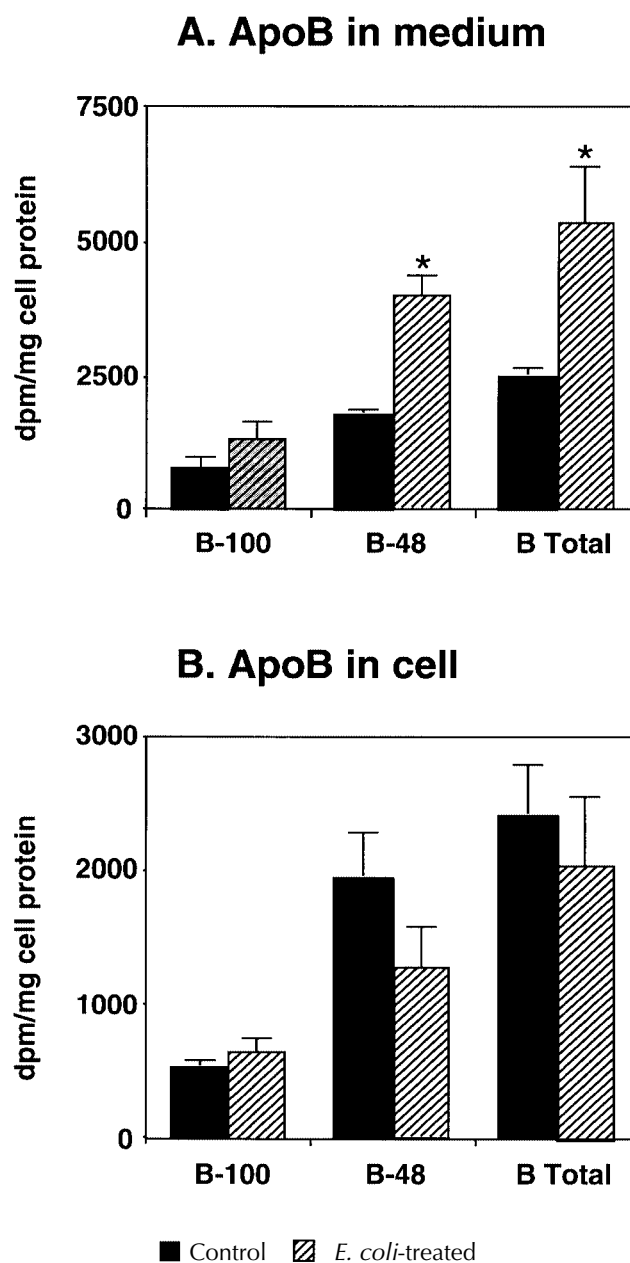 A. ApoB in medium
7500
5000
2500
0
dpm/mg cell protein
*
*
B-100 B-48 B Total
B. ApoB in cell
3000
2000
1000
0
dpm/mg cell protein
B-100 B-48 B Total
Control E. coli-treated